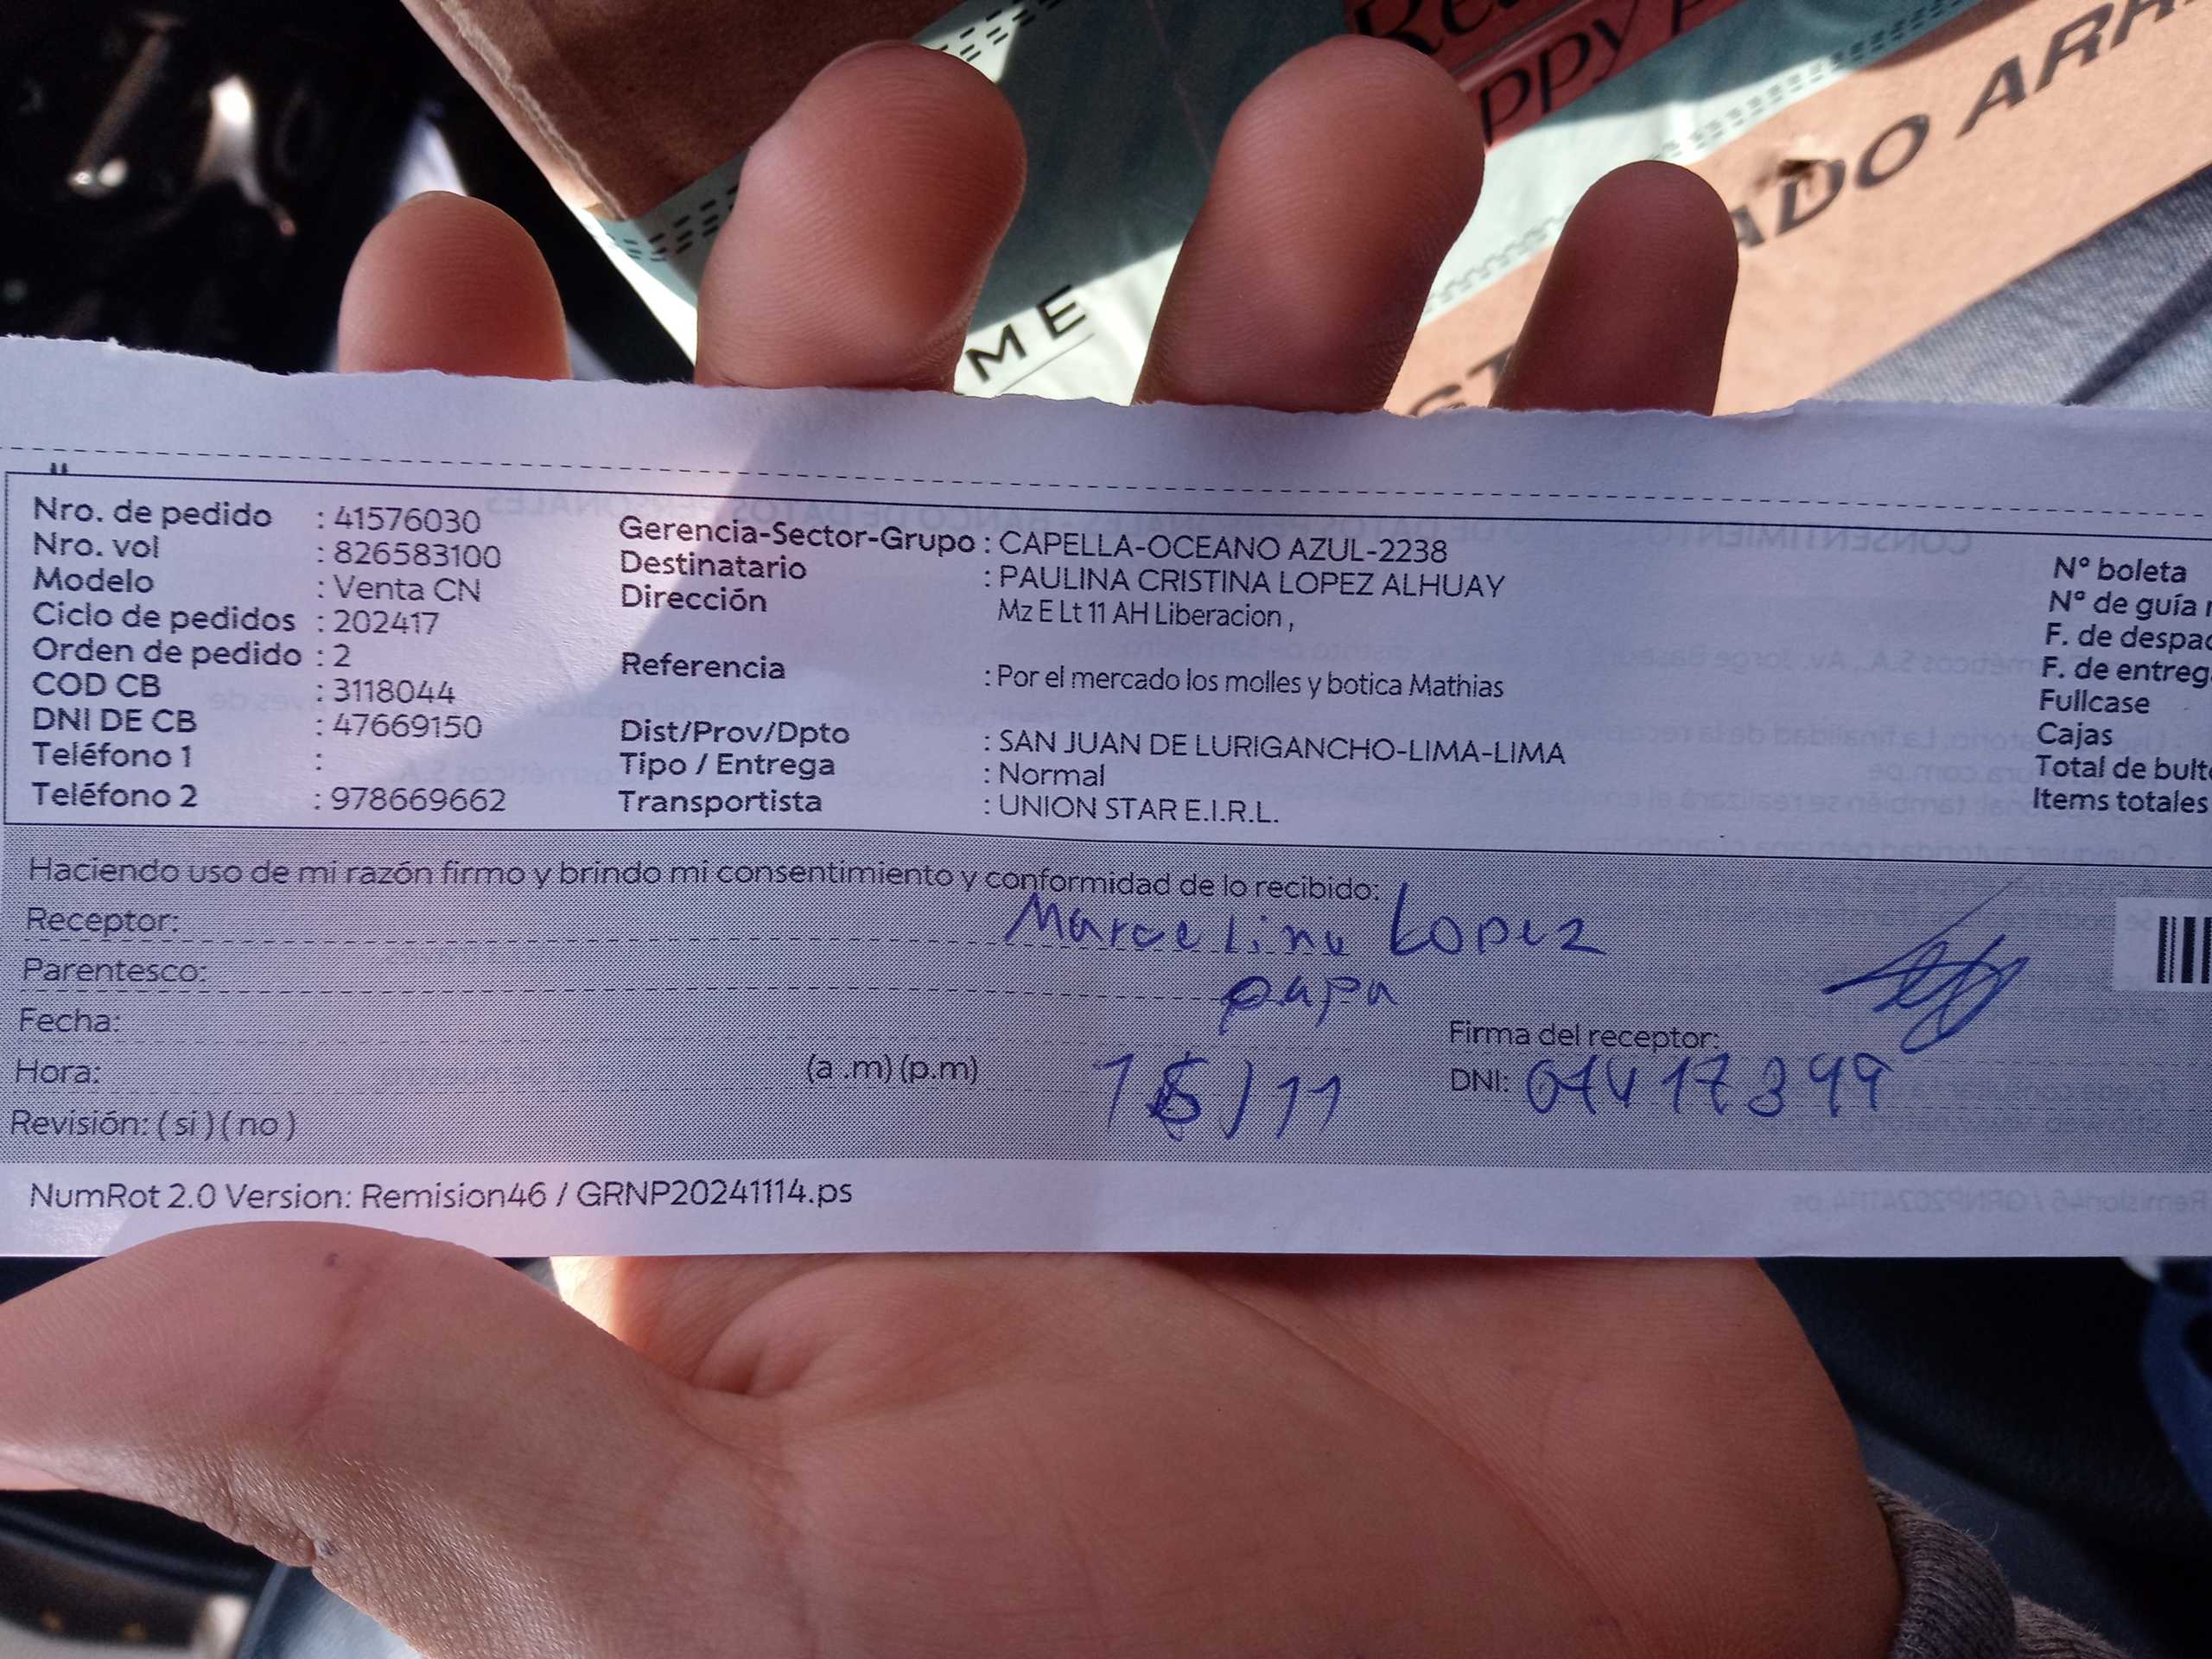 PPY
ADO ARR
ME
Nro. de pedido : 41576030
Nro. vol : 826583100
Modelo : Venta CN
Ciclo de pedidos : 202417
Orden de pedido : 2
COD CB : 3118044
DNI DE CB : 47669150
Teléfono 1 :
Teléfono 2 : 978669662
Gerencia-Sector-Grupo : CAPELLA-OCEANO AZUL-2238
Destinatario : PAULINA CRISTINA LOPEZ ALHUAY
Dirección Mz E Lt 11 AH Liberacion ,
Referencia : Por el mercado los molles y botica Mathias
Dist/Prov/Dpto : SAN JUAN DE LURIGANCHO-LIMA-LIMA
Tipo / Entrega : Normal
Transportista : UNION STAR E.I.R.L.
N° boleta
N° de guía
F. de despac
F. de entreg
Fullcase
Cajas
Total de bult
Items totales
Haciendo uso de mi razón firmo y brindo mi consentimiento y conformidad de lo recibido:
Receptor: Marcelino Lopez
Parentesco: papa
Fecha:
Firma del receptor:
Hora: (a .m) (p.m) /11
DNI:
Revisión: ( si ) ( no )
NumRot 2.0 Version: Remision46 / GRNP20241114.ps